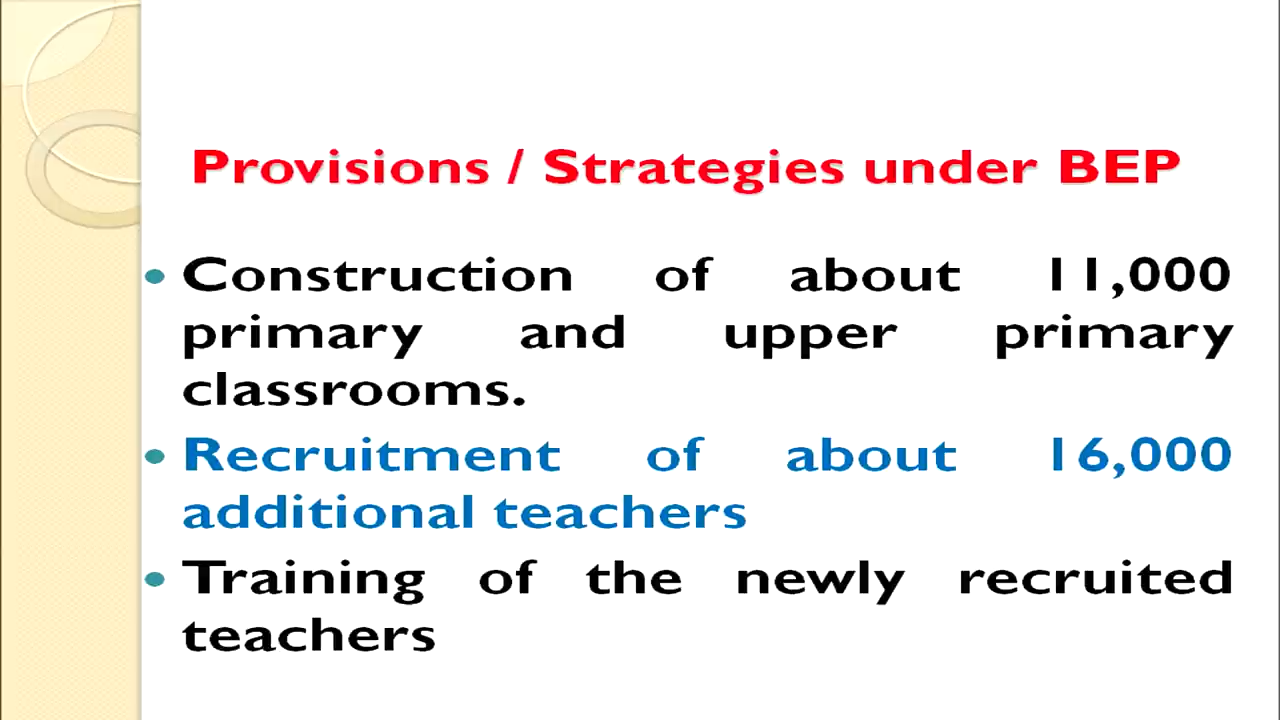 Provisions / Strategies under BEP
• Construction of about 11,000
primary and upper primary
classrooms.
• Recruitment of about 16,000
additional teachers
• Training of the newly recruited
teachers